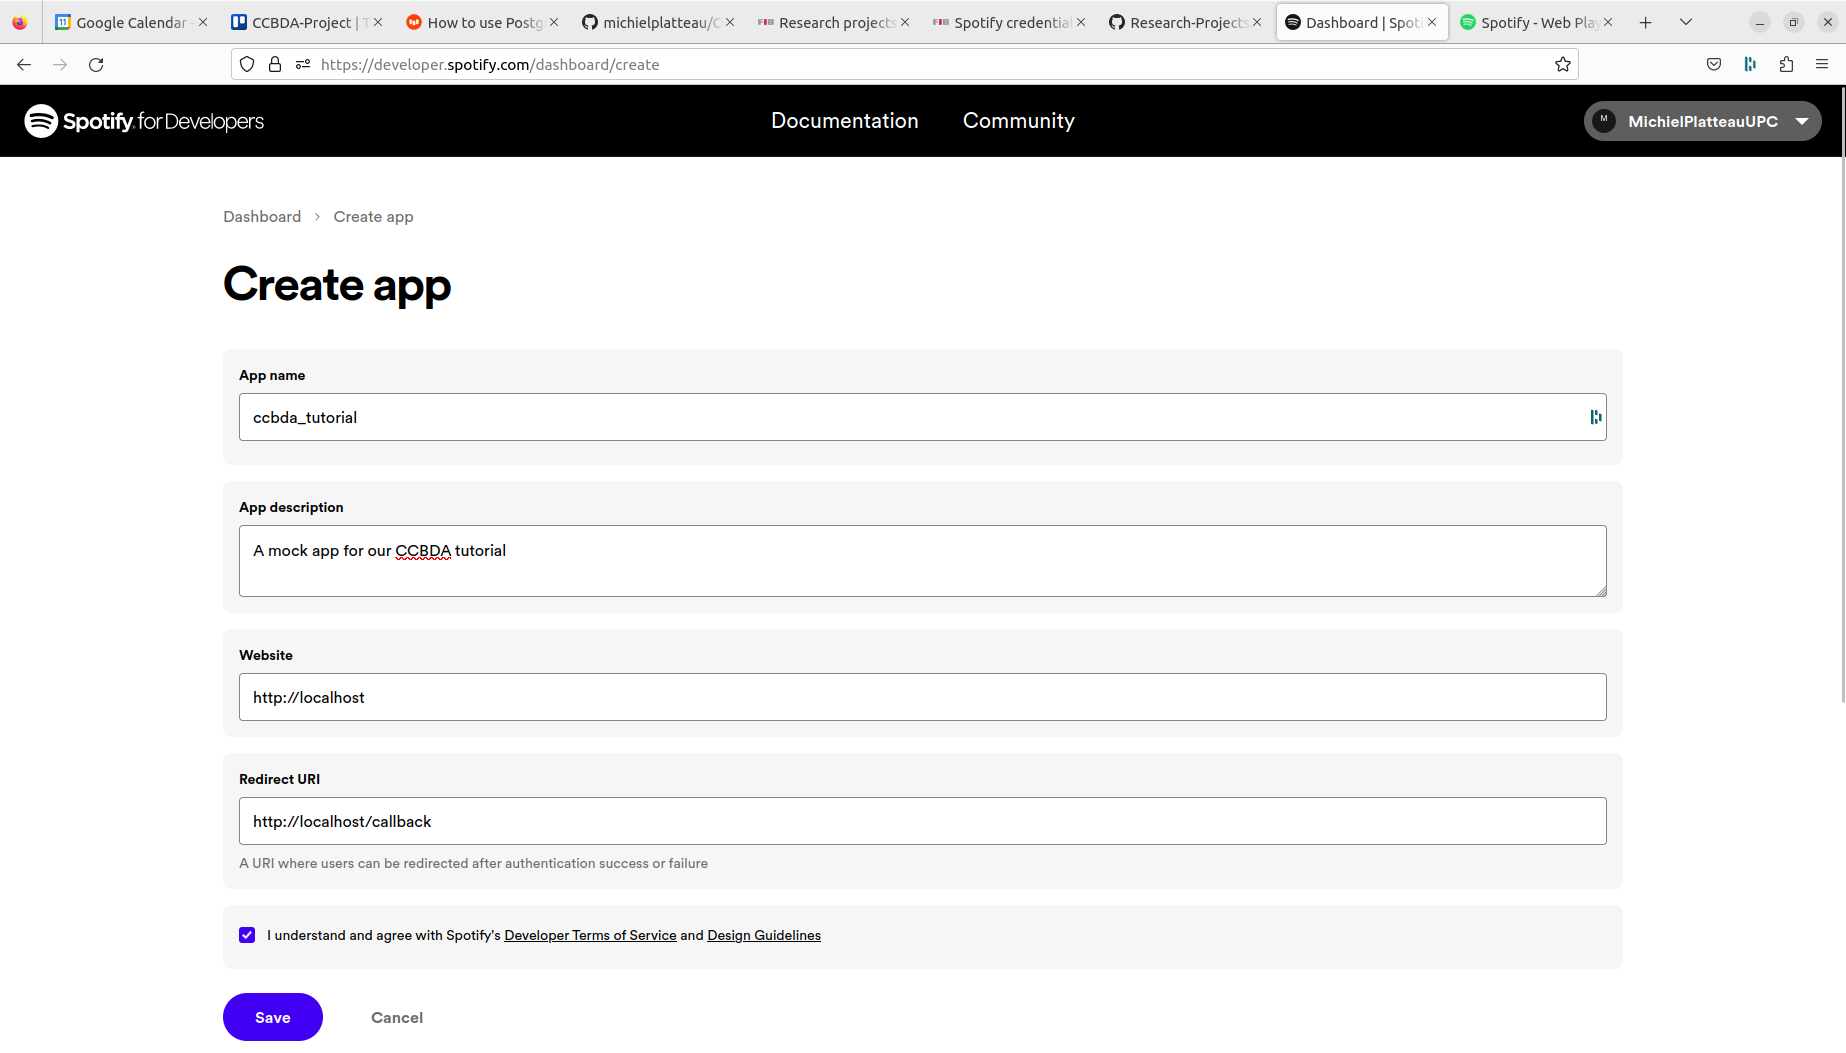 Google Calendar - CCBDA-Project | T How to use Postg michielplatteau/C Research projects Spotify credential Research-Projects Dashboard | Spoti Spotify - Web Play
https://developer.spotify.com/dashboard/create
Spotify for Developers Documentation Community M MichielPlatteauUPC
Dashboard > Create app
Create app
App name
ccbda_tutorial
App description
A mock app for our CCBDA tutorial
Website
http://localhost
Redirect URI
http://localhost/callback
A URI where users can be redirected after authentication success or failure
I understand and agree with Spotify's Developer Terms of Service and Design Guidelines
Save Cancel